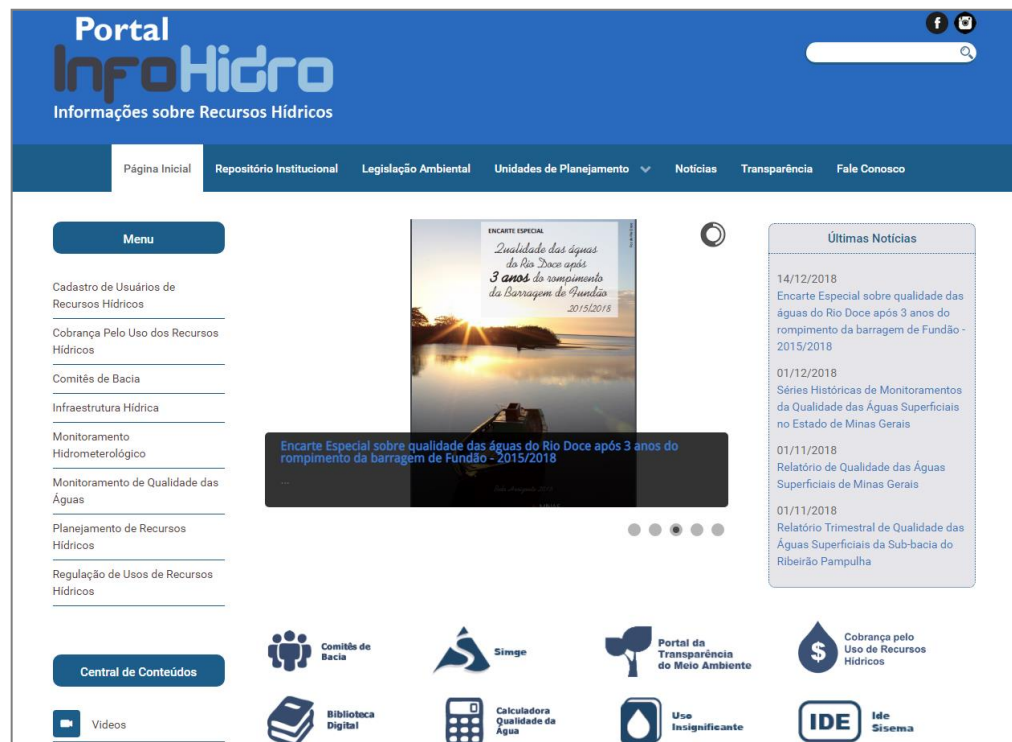 Portal
InfoHidro
Informações sobre Recursos Hídricos
Página Inicial
Repositório Institucional
Legislação Ambiental
Unidades de Planejamento
Notícias
Transparência
Fale Conosco
Menu
Cadastro de Usuários de
Recursos Hídricos
Cobrança Pelo Uso dos Recursos
Hídricos
Comitês de Bacia
Infraestrutura Hídrica
Monitoramento
Hidrometerológico
Monitoramento de Qualidade das
Águas
Planejamento de Recursos
Hídricos
Regulação de Usos de Recursos
Hídricos
Central de Conteúdos
Videos
ENCARTE ESPECIAL
Qualidade das águas
do Rio Doce após
3 anos do rompimento
da Barragem de Fundão
2015/2018
Encarte Especial sobre qualidade das águas do Rio Doce após 3 anos do
rompimento da barragem de Fundão - 2015/2018
...
Últimas Notícias
14/12/2018
Encarte Especial sobre qualidade das
águas do Rio Doce após 3 anos do
rompimento da barragem de Fundão -
2015/2018
01/12/2018
Séries Históricas de Monitoramentos
da Qualidade das Águas Superficiais
no Estado de Minas Gerais
01/11/2018
Relatório de Qualidade das Águas
Superficiais de Minas Gerais
01/11/2018
Relatório Trimestral de Qualidade das
Águas Superficiais da Sub-bacia do
Ribeirão Pampulha
Comitês de
Bacia
Simge
Portal da
Transparência
do Meio Ambiente
$
Cobrança pelo
Uso de Recursos
Hídricos
Biblioteca
Digital
Calculadora
Qualidade da
Água
Uso
Insignificante
IDE
Ide
Sisema